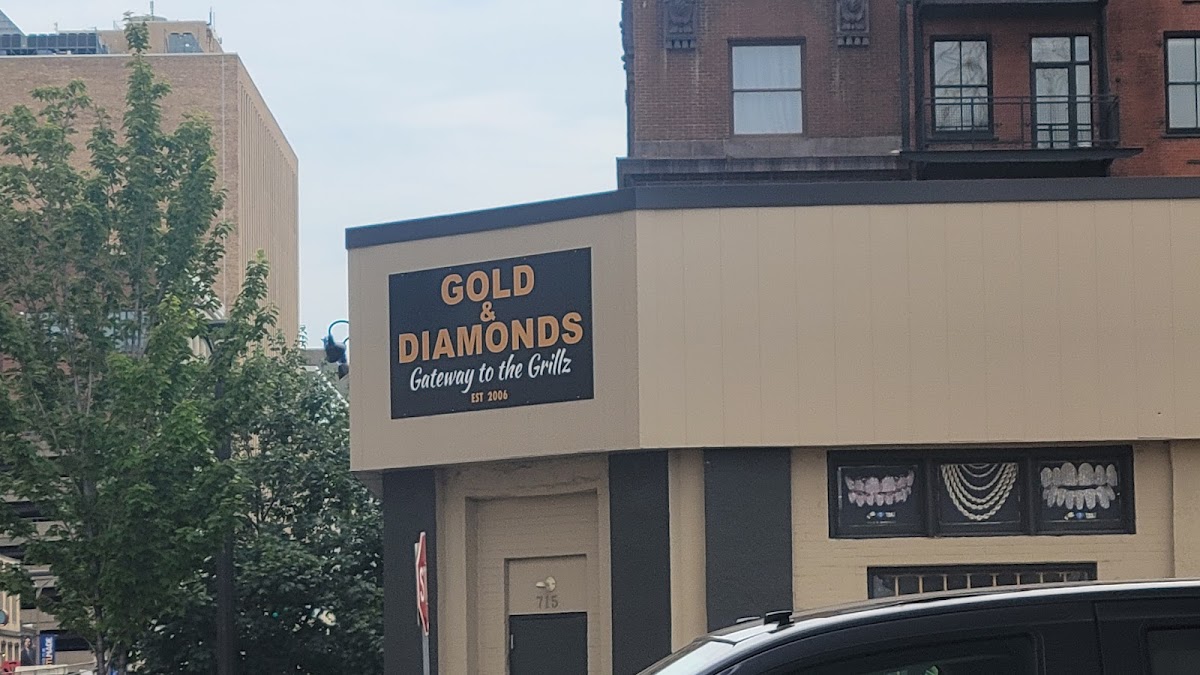 GOLD
&
DIAMONDS
Gateway to the Grillz
EST 2006
715